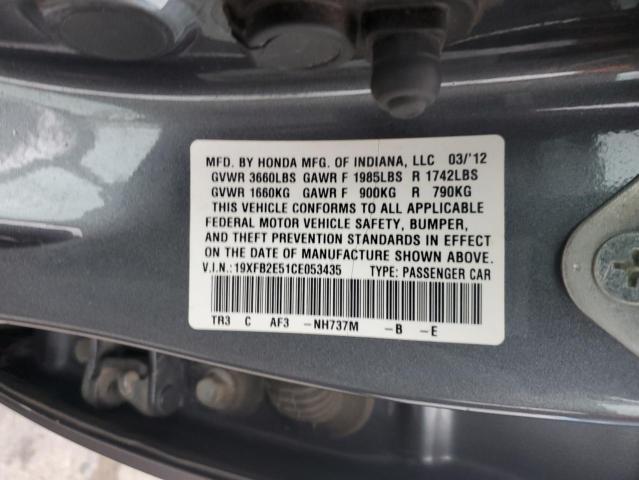 MFD. BY HONDA MFG. OF INDIANA, LLC 03/'12
GVWR 3660LBS GAWR F 1985LBS R 1742LBS
GVWR 1660KG GAWR F 900KG R 790KG
THIS VEHICLE CONFORMS TO ALL APPLICABLE
FEDERAL MOTOR VEHICLE SAFETY, BUMPER,
AND THEFT PREVENTION STANDARDS IN EFFECT
ON THE DATE OF MANUFACTURE SHOWN ABOVE.
V.I.N.:19XFB2E51CE053435 TYPE: PASSENGER CAR
TR3 C AF3 -NH737M -B -E